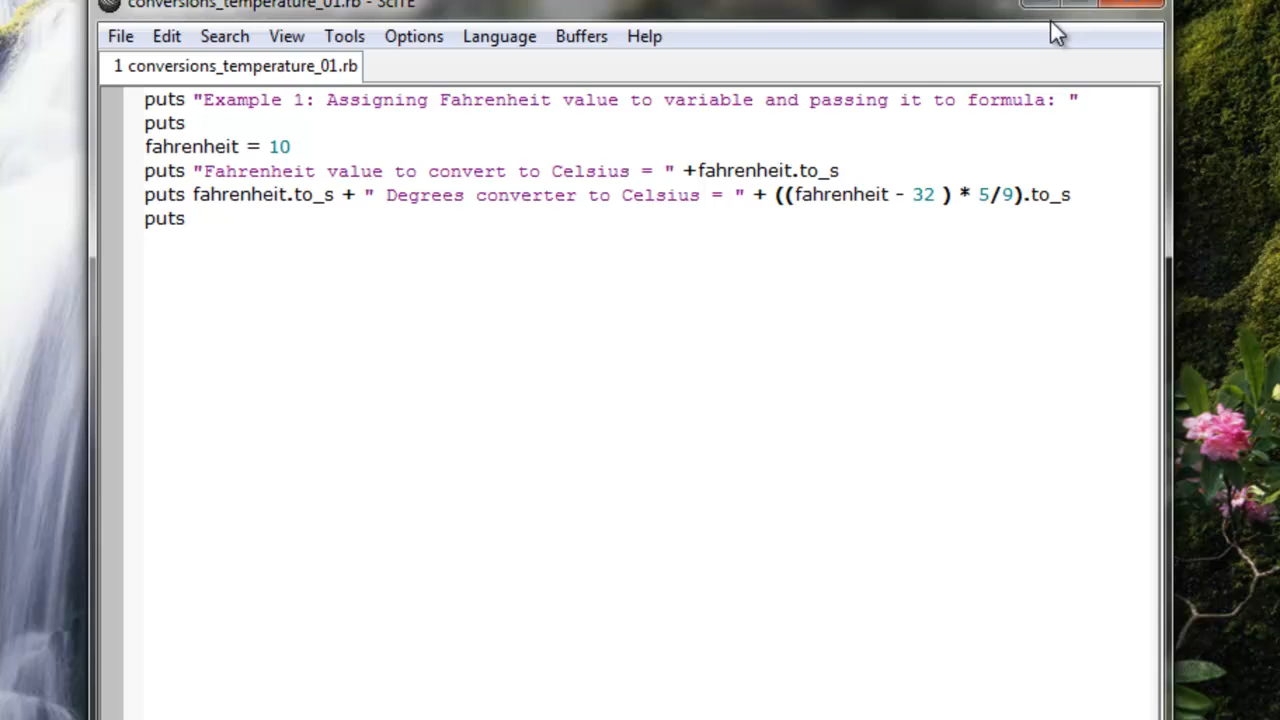 conversions_temperature_01.rb - SciTE
File Edit Search View Tools Options Language Buffers Help
1 conversions_temperature_01.rb
puts "Example 1: Assigning Fahrenheit value to variable and passing it to formula: "
puts
fahrenheit = 10
puts "Fahrenheit value to convert to Celsius = " +fahrenheit.to_s
puts fahrenheit.to_s + " Degrees converter to Celsius = " + ((fahrenheit - 32 ) * 5/9).to_s
puts